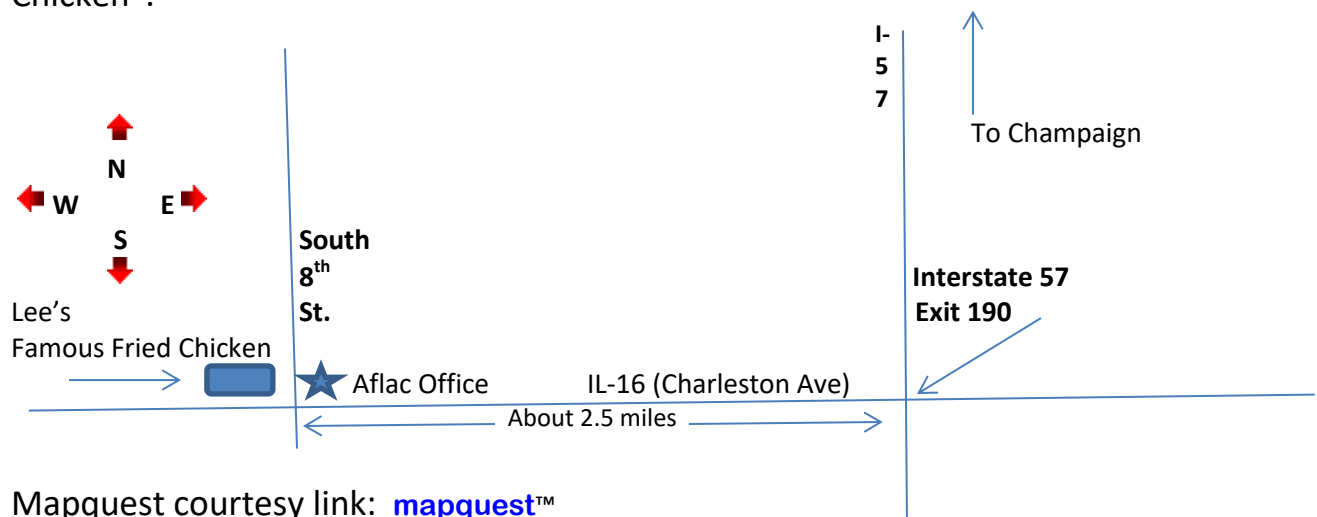 Chicken".
I-
5
7
To Champaign
N
W E
S
South
8th
St.
Interstate 57
Exit 190
Lee’s
Famous Fried Chicken
Aflac Office
IL-16 (Charleston Ave)
About 2.5 miles
Mapquest courtesy link: mapquest™